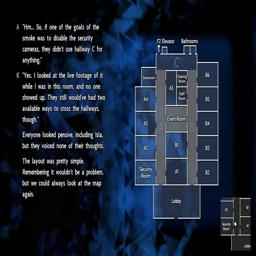 A "Hm... So, if one of the goals of the
smoke was to disable the security
cameras, they didn't use hallway C for
anything."
K "Yes. I looked at the live footage of it
while I was in this room, and no one
showed up. They still would've had two
available ways to cross the hallways,
though."
Everyone looked pensive, including Isla,
but they voiced none of their thoughts.
The layout was pretty simple.
Remembering it wouldn't be a problem,
but we could always look at the map
again.
F2 Elevator
Bathrooms
C
Storeroom
A5
Cleaning
Room
Staff
Room
B6
A4
B5
A3
Event Room
B4
A
B
A2
B1
B3
Security
Room
A1
B2
Lobby